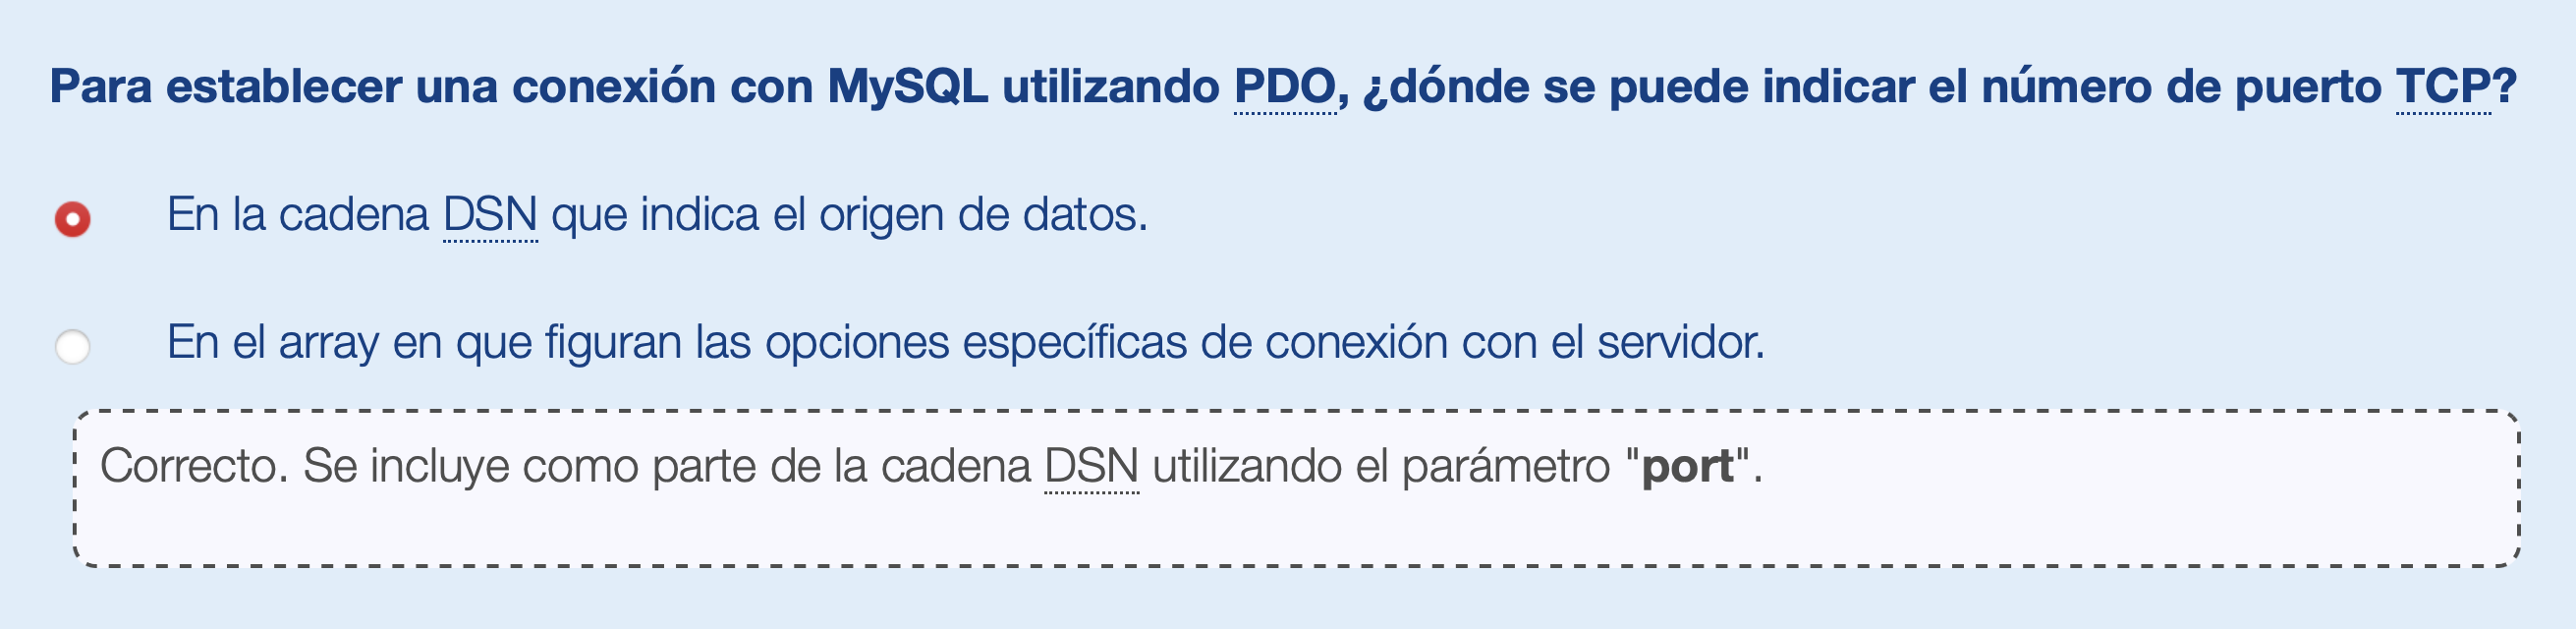 Para establecer una conexión con MySQL utilizando PDO, ¿dónde se puede indicar el número de puerto TCP?
En la cadena DSN que indica el origen de datos.
En el array en que figuran las opciones específicas de conexión con el servidor.
Correcto. Se incluye como parte de la cadena DSN utilizando el parámetro "port".